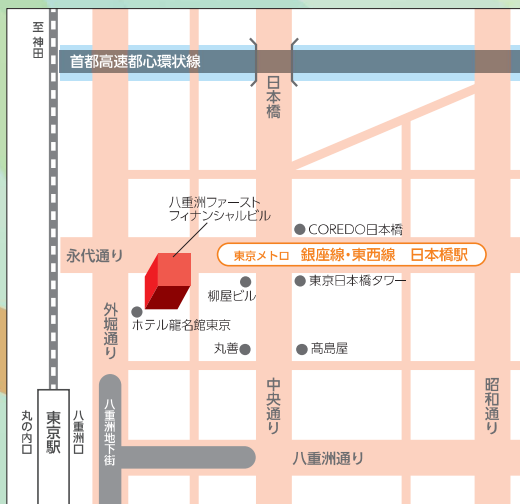 至 神田
首都高速都心環状線
日本橋
八重洲ファースト
フィナンシャルビル
COREDO日本橋
永代通り
東京メトロ 銀座線・東西線 日本橋駅
東京日本橋タワー
柳屋ビル
外堀通り
ホテル龍名館東京
丸善
髙島屋
中央通り
昭和通り
丸の内口
東京駅
八重洲口
八重洲地下街
八重洲通り